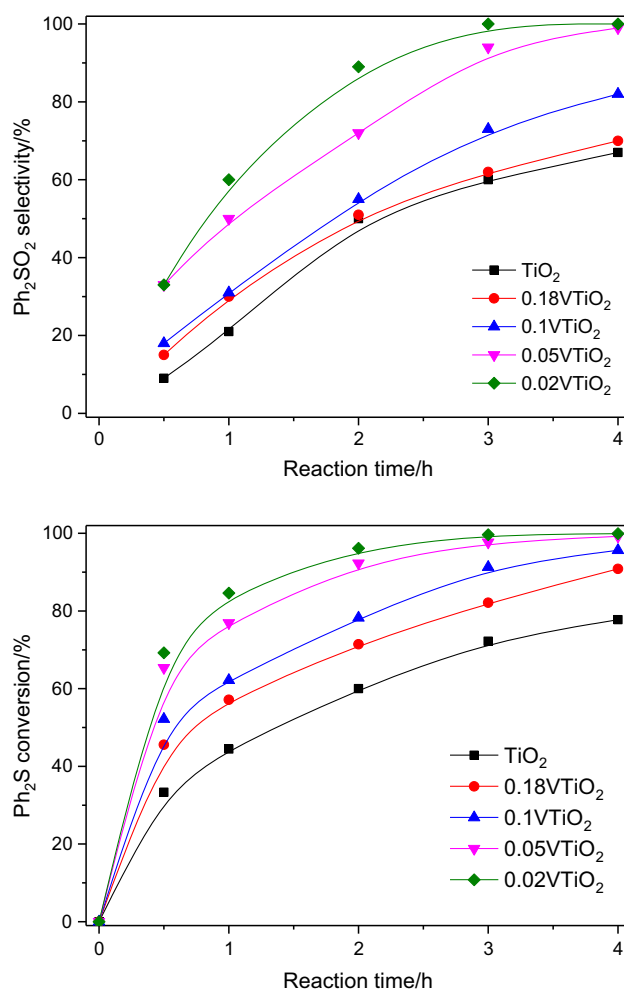 100
80
60
40
20
0
Ph₂SO₂ selectivity/%
TiO₂
0.18VTiO₂
0.1VTiO₂
0.05VTiO₂
0.02VTiO₂
0 1 2 3 4
Reaction time/h
100
80
60
40
20
0
Ph₂S conversion/%
TiO₂
0.18VTiO₂
0.1VTiO₂
0.05VTiO₂
0.02VTiO₂
0 1 2 3 4
Reaction time/h